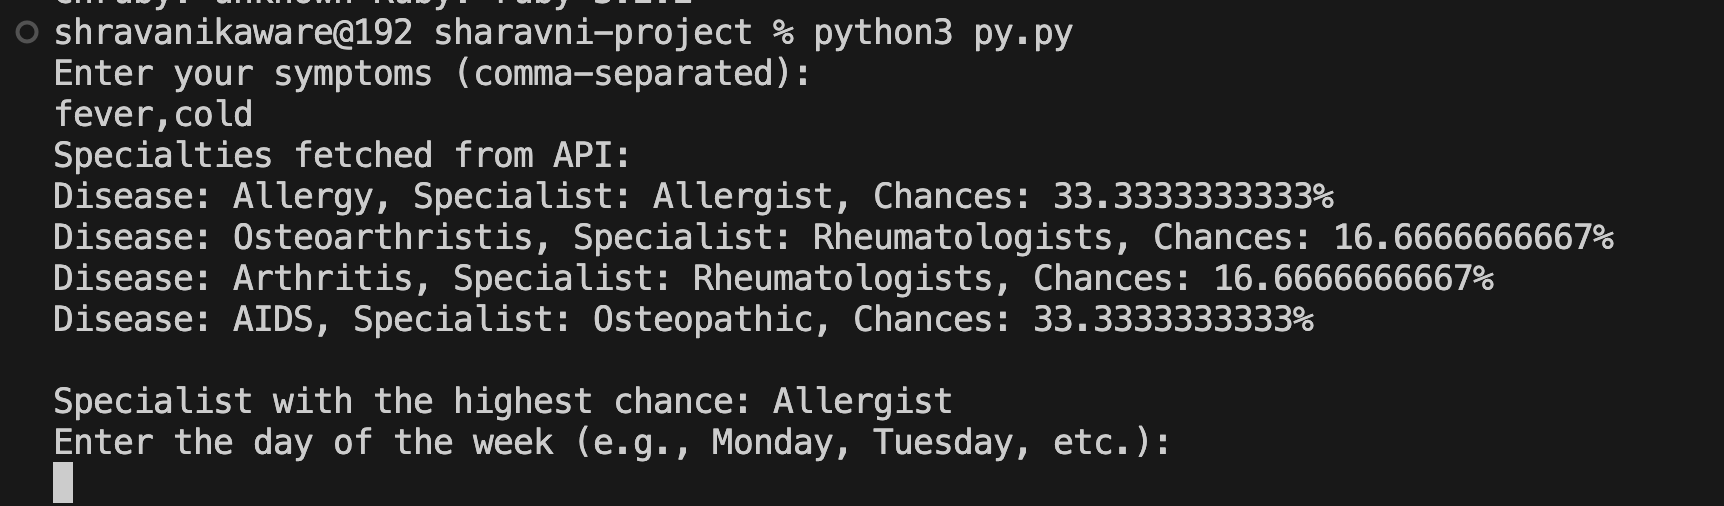 shravanikaware@192 sharavni-project % python3 py.py
Enter your symptoms (comma-separated):
fever,cold
Specialties fetched from API:
Disease: Allergy, Specialist: Allergist, Chances: 33.3333333333%
Disease: Osteoarthristis, Specialist: Rheumatologists, Chances: 16.6666666667%
Disease: Arthritis, Specialist: Rheumatologists, Chances: 16.6666666667%
Disease: AIDS, Specialist: Osteopathic, Chances: 33.3333333333%
Specialist with the highest chance: Allergist
Enter the day of the week (e.g., Monday, Tuesday, etc.):